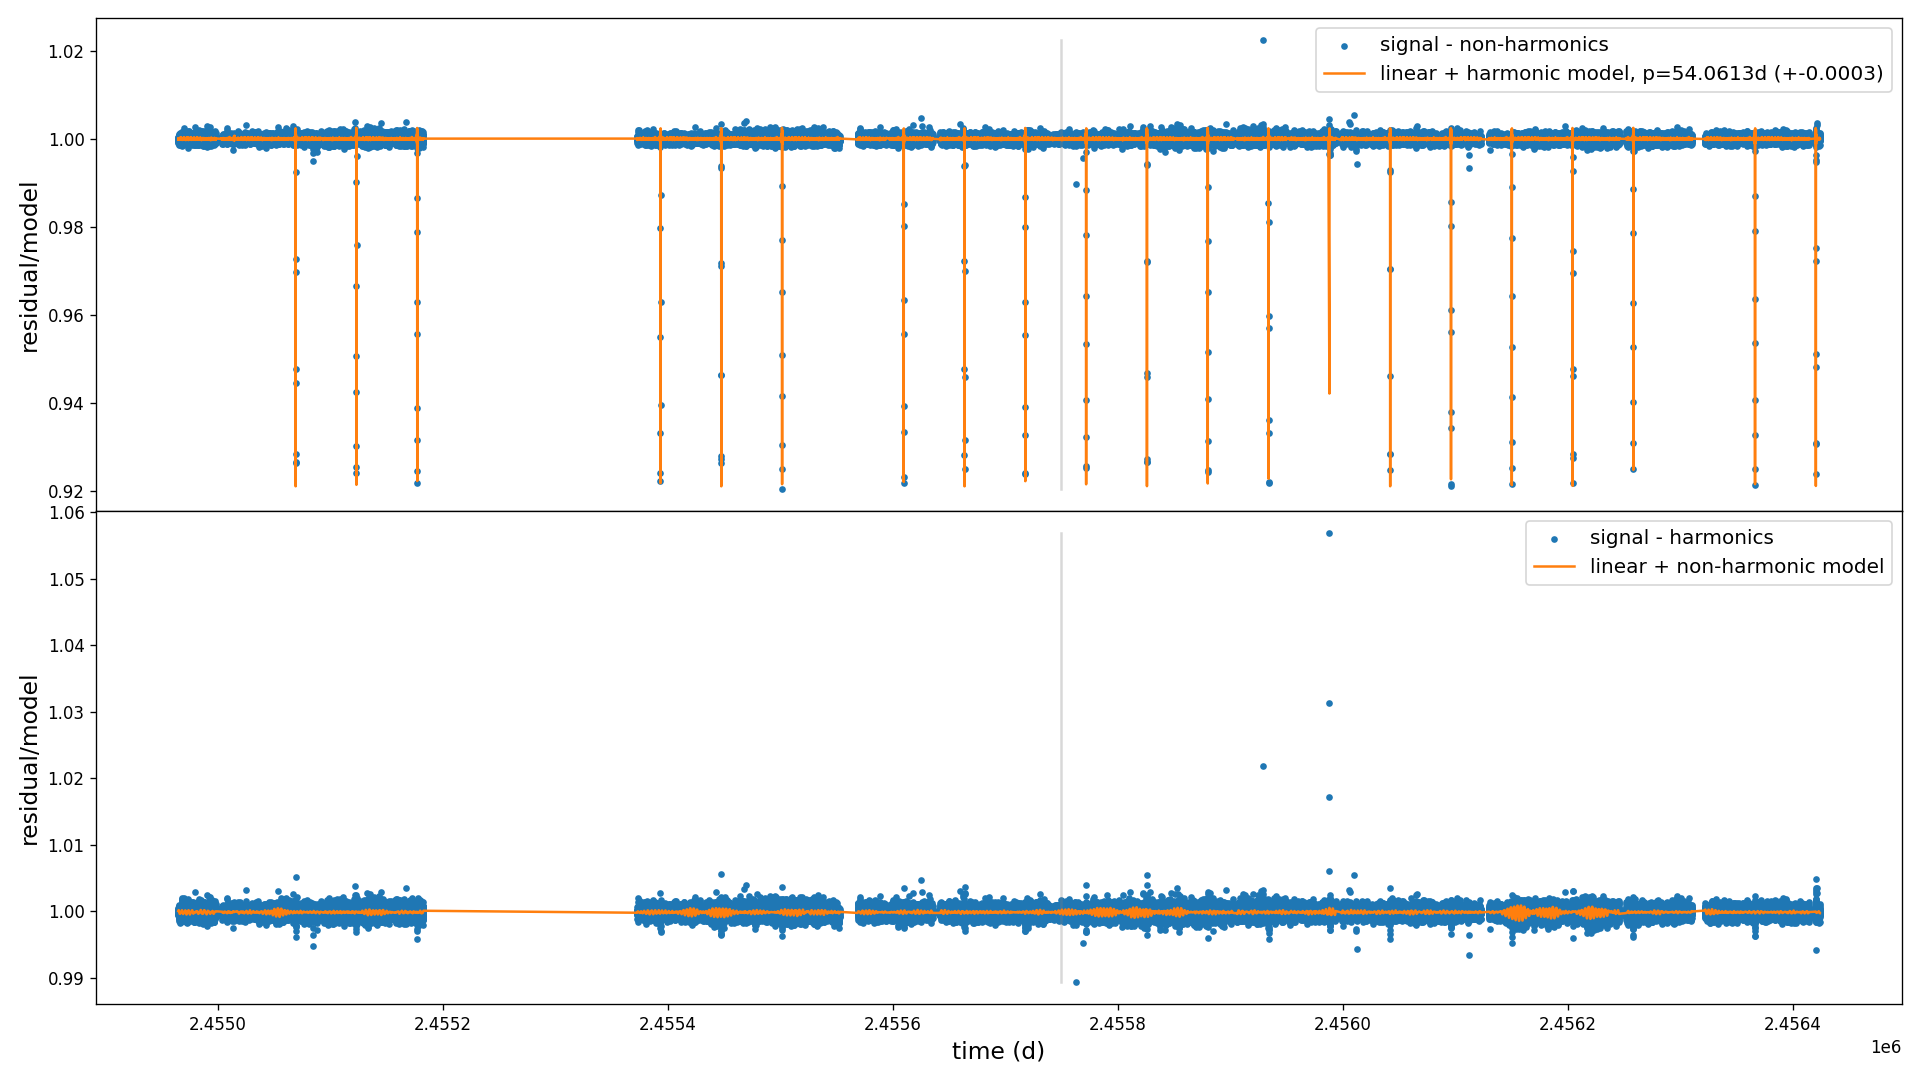 1.02
1.00
0.98
0.96
0.94
0.92
residual/model
signal - non-harmonics
linear + harmonic model, p=54.0613d (+-0.0003)
1.06
1.05
1.04
1.03
1.02
1.01
1.00
0.99
residual/model
signal - harmonics
linear + non-harmonic model
2.4550
2.4552
2.4554
2.4556
2.4558
2.4560
2.4562
2.4564
1e6
time (d)